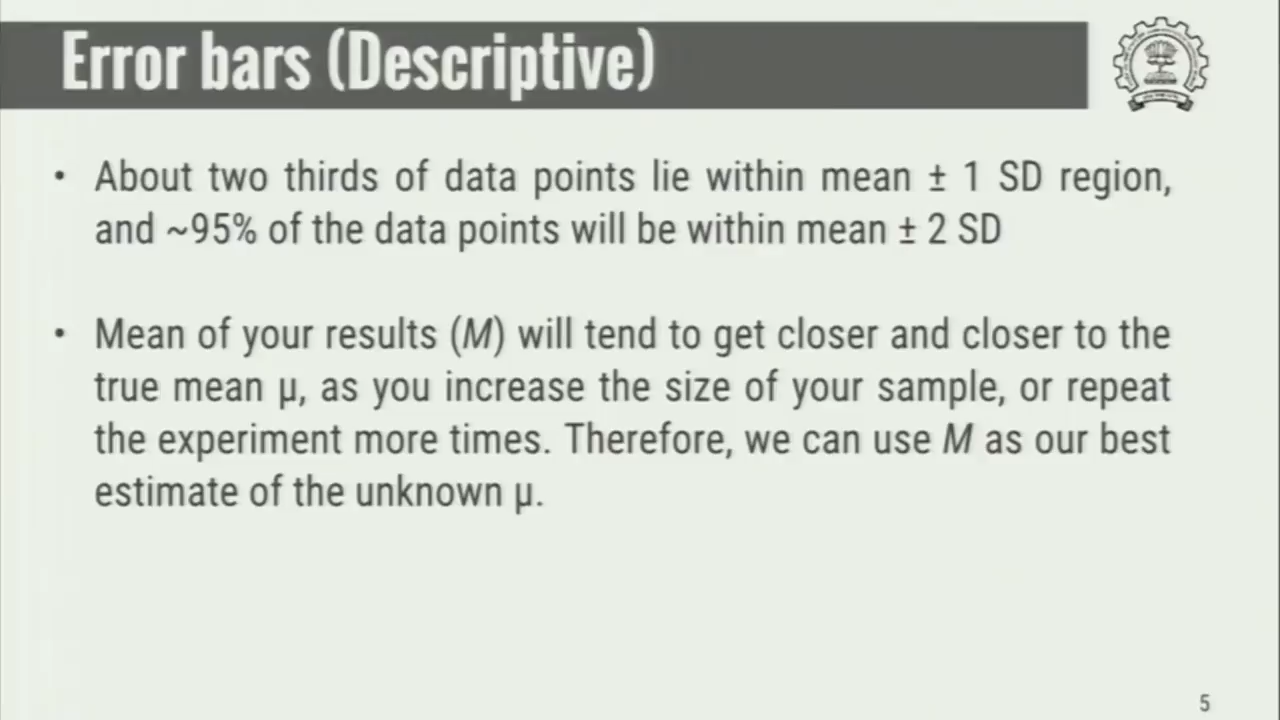 Error bars (Descriptive)
• About two thirds of data points lie within mean ± 1 SD region,
and ~95% of the data points will be within mean ± 2 SD
• Mean of your results (M) will tend to get closer and closer to the
true mean µ, as you increase the size of your sample, or repeat
the experiment more times. Therefore, we can use M as our best
estimate of the unknown µ.
5